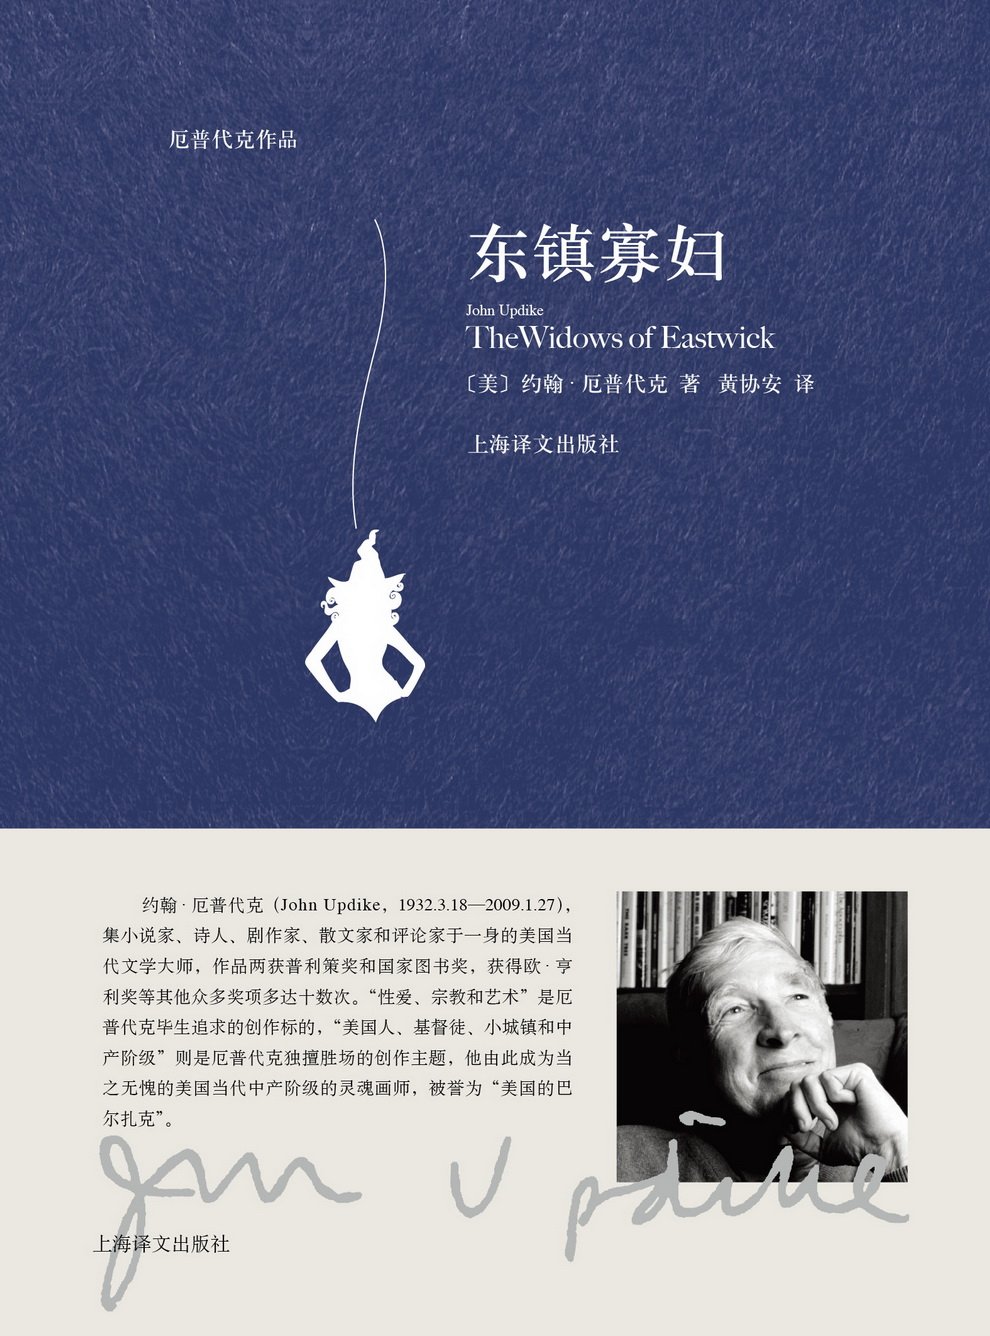 厄普代克作品
东镇寡妇
John Updike
TheWidows of Eastwick
〔美〕约翰·厄普代克 著 黄协安 译
上海译文出版社
约翰·厄普代克（John Updike，1932.3.18—2009.1.27），
集小说家、诗人、剧作家、散文家和评论家于一身的美国当
代文学大师，作品两获普利策奖和国家图书奖，获得欧·亨
利奖等其他众多奖项多达十数次。“性爱、宗教和艺术”是厄
普代克毕生追求的创作标的，“美国人、基督徒、小城镇和中
产阶级”则是厄普代克独擅胜场的创作主题，他由此成为当
之无愧的美国当代中产阶级的灵魂画师，被誉为“美国的巴
尔扎克”。
John Updike
上海译文出版社